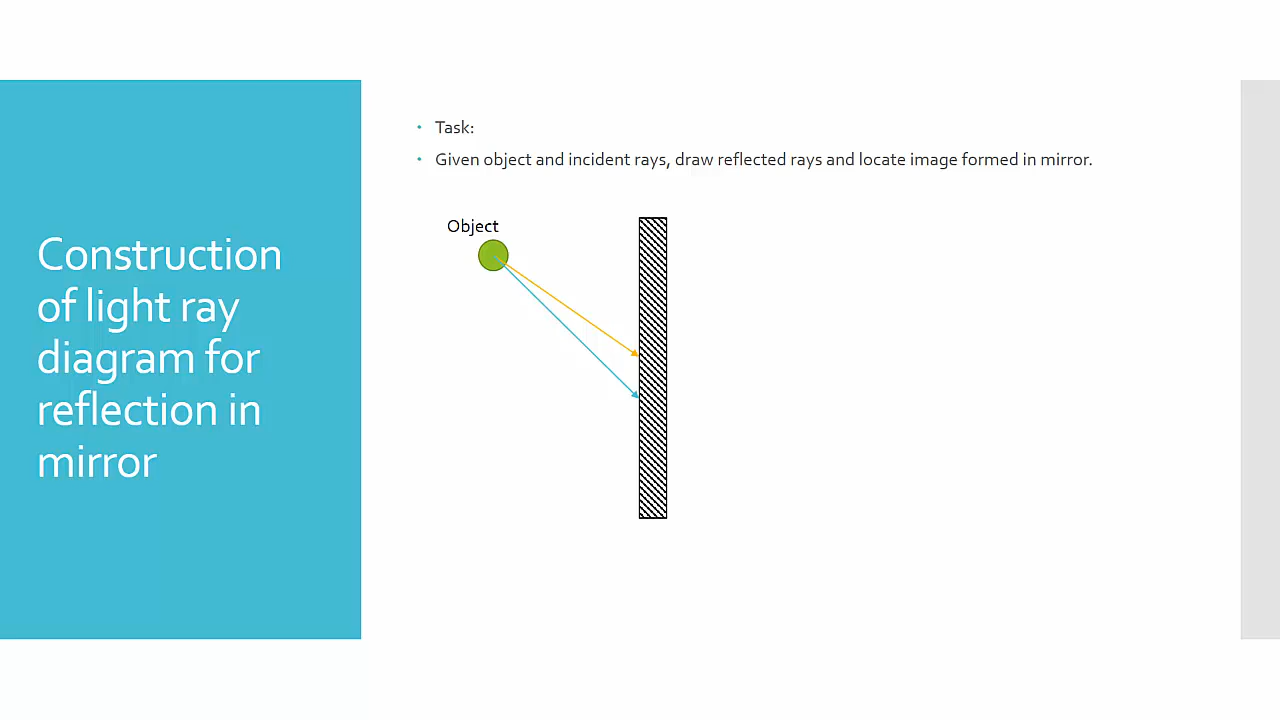 Construction
of light ray
diagram for
reflection in
mirror
• Task:
• Given object and incident rays, draw reflected rays and locate image formed in mirror.
Object